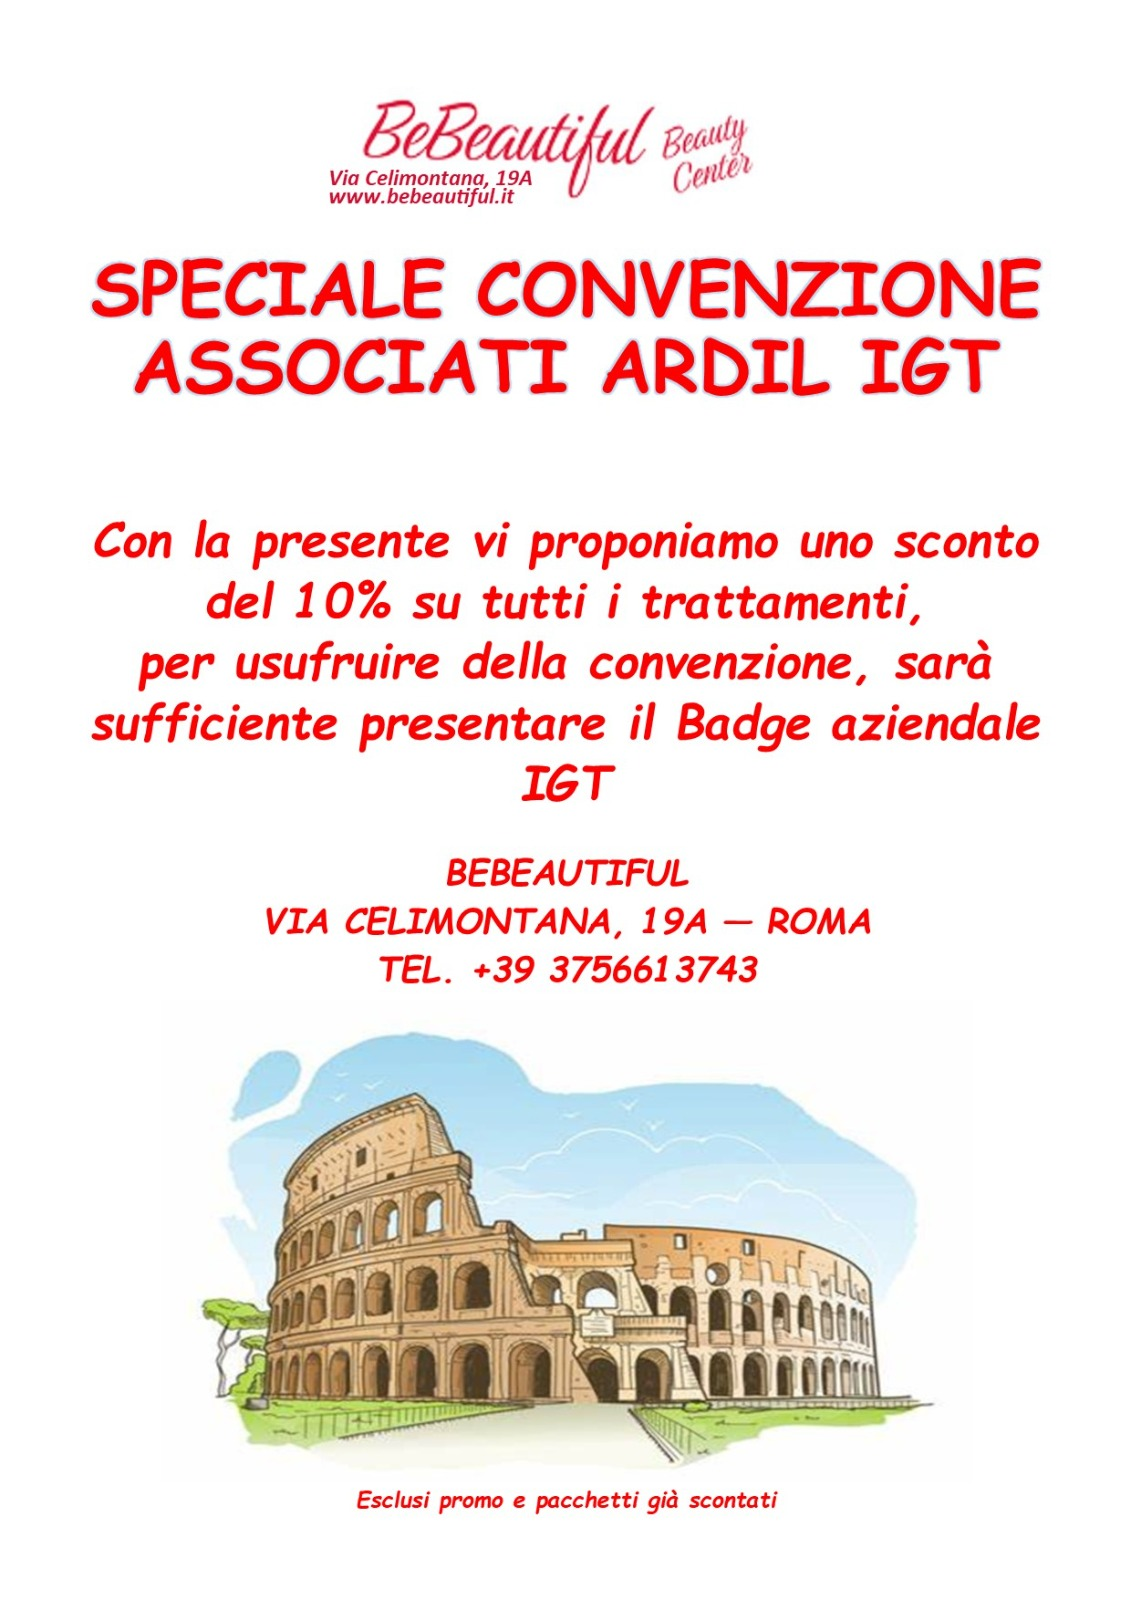 BeBeautiful Beauty Center
Via Celimontana, 19A
www.bebeautiful.it
SPECIALE CONVENZIONE
ASSOCIATI ARDIL IGT
Con la presente vi proponiamo uno sconto
del 10% su tutti i trattamenti,
per usufruire della convenzione, sarà
sufficiente presentare il Badge aziendale
IGT
BEBEAUTIFUL
VIA CELIMONTANA, 19A — ROMA
TEL. +39 3756613743
Esclusi promo e pacchetti già scontati